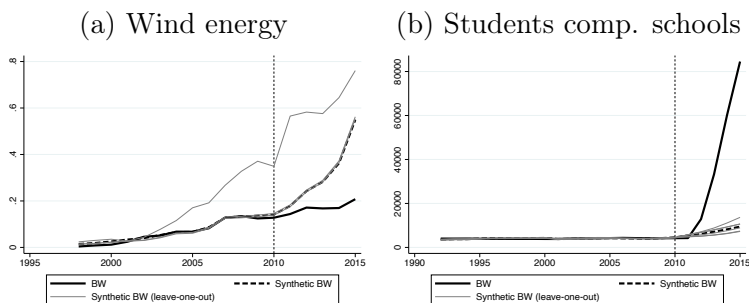 (a) Wind energy
(b) Students comp. schools
.8
.6
.4
.2
0
1995 2000 2005 2010 2015
BW Synthetic BW
Synthetic BW (leave-one-out)
80000
60000
40000
20000
0
1990 1995 2000 2005 2010 2015
BW Synthetic BW
Synthetic BW (leave-one-out)